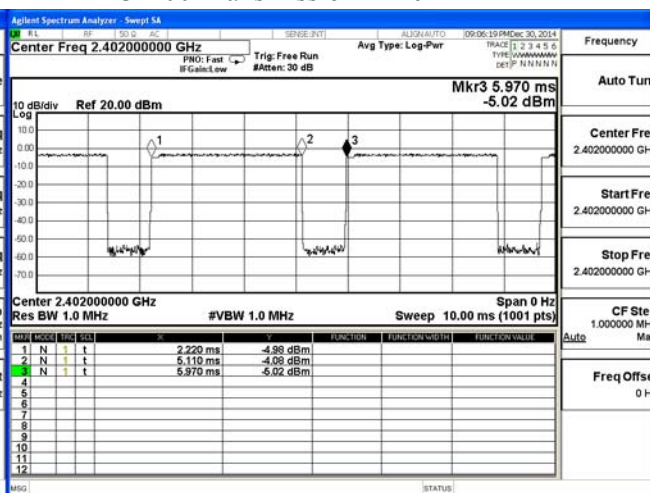 Agilent Spectrum Analyzer - Swept SA
RL RF 50 Ω AC SENSE:INT ALIGNAUTO 09:06:19 PM Dec 30, 2014
Center Freq 2.402000000 GHz
PNO: Fast
IFGain:Low
Trig: Free Run
#Atten: 30 dB
Avg Type: Log-Pwr
TRACE 1 2 3 4 5 6
TYPE
DET P N N N N N
Frequency
Mkr3 5.970 ms
-5.02 dBm
10 dB/div Ref 20.00 dBm
Log
10.0
0.00
-10.0
-20.0
-30.0
-40.0
-50.0
-60.0
-70.0
1
2
3
Center 2.402000000 GHz
Span 0 Hz
Res BW 1.0 MHz #VBW 1.0 MHz Sweep 10.00 ms (1001 pts)
MKR MODE TRC SCL X Y FUNCTION FUNCTION WIDTH FUNCTION VALUE
1 N 1 t 2.220 ms -4.98 dBm
2 N 1 t 5.110 ms -4.08 dBm
3 N 1 t 5.970 ms -5.02 dBm
4
5
6
7
8
9
10
11
12
MSG STATUS
Auto Tun
Center Fre
2.402000000 GH
Start Fre
2.402000000 GH
Stop Fre
2.402000000 GH
CF Ste
1.000000 MH
Auto Ma
Freq Offse
0 H